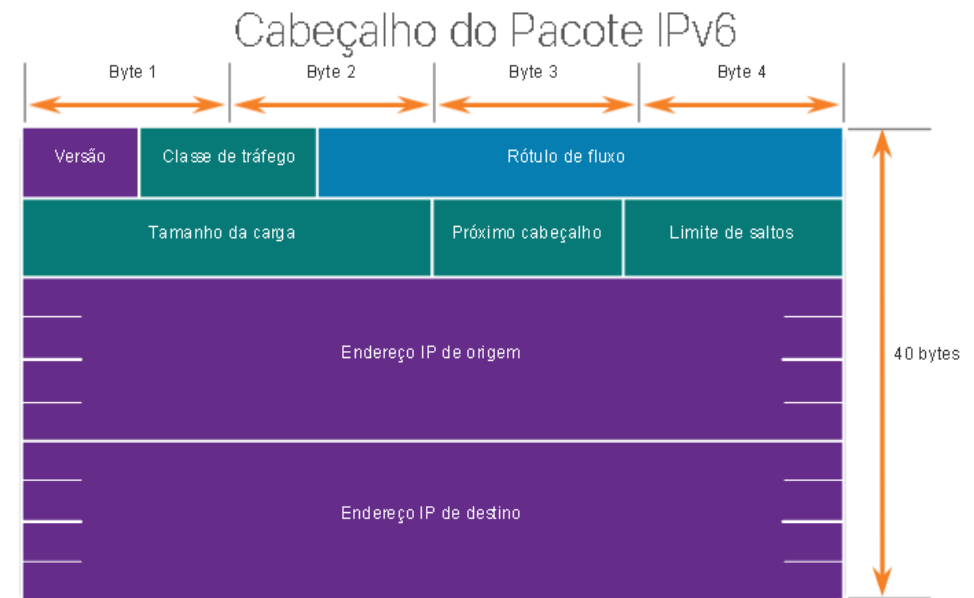 Cabeçalho do Pacote IPv6
Byte 1 Byte 2 Byte 3 Byte 4
Versão Classe de tráfego Rótulo de fluxo
Tamanho da carga Próximo cabeçalho Limite de saltos
Endereço IP de origem
40 bytes
Endereço IP de destino